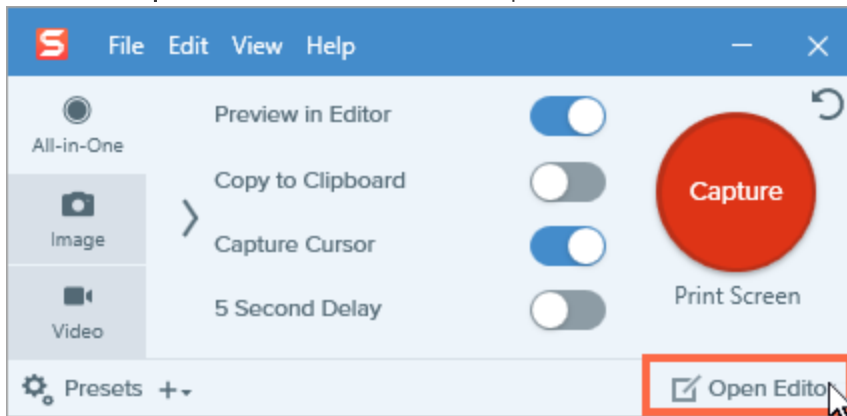 S File Edit View Help
All-in-One
Preview in Editor
Copy to Clipboard
Capture
Image
Capture Cursor
Print Screen
5 Second Delay
Video
Presets
Open Editor